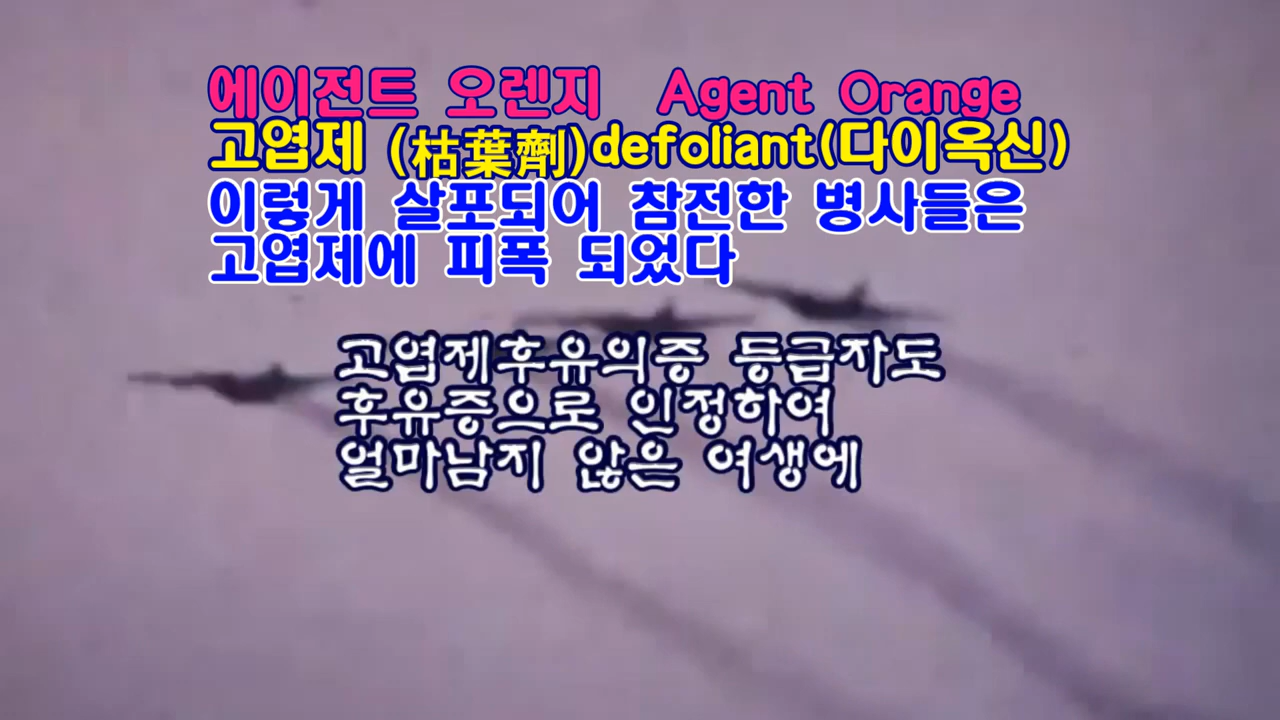 에이전트 오렌지 Agent Orange
고엽제 (枯葉劑)defoliant(다이옥신)
이렇게 살포되어 참전한 병사들은
고엽제에 피폭 되었다
고엽제후유의증 등급자도
후유증으로 인정하여
얼마남지 않은 여생에